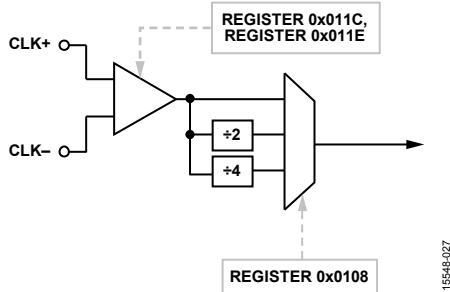 REGISTER 0x011C,
REGISTER 0x011E
CLK+
CLK–
÷2
÷4
REGISTER 0x0108
15548-027